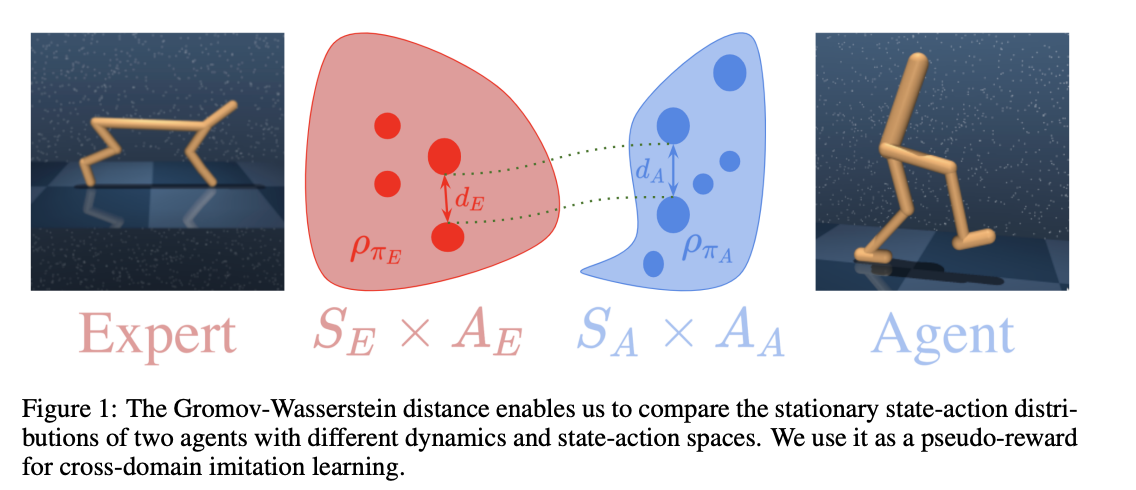 d_E
d_A
ρ_{π_E}
ρ_{π_A}
Expert
S_E × A_E
S_A × A_A
Agent
Figure 1: The Gromov-Wasserstein distance enables us to compare the stationary state-action distri-
butions of two agents with different dynamics and state-action spaces. We use it as a pseudo-reward
for cross-domain imitation learning.